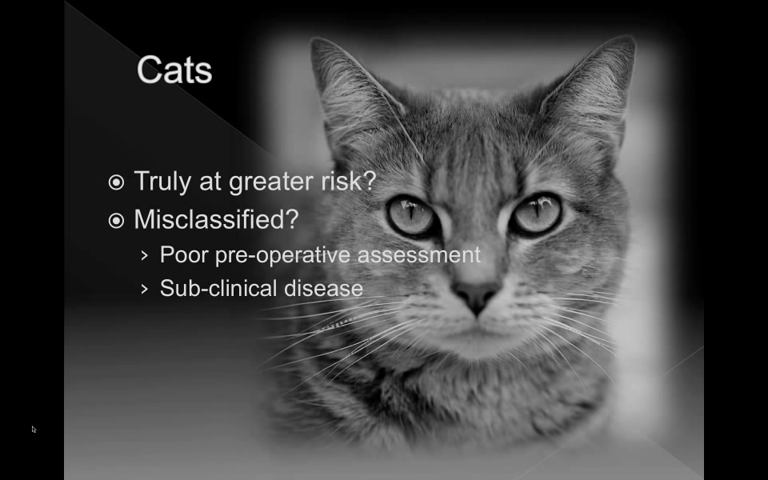 Cats
Truly at greater risk?
Misclassified?
Poor pre-operative assessment
Sub-clinical disease